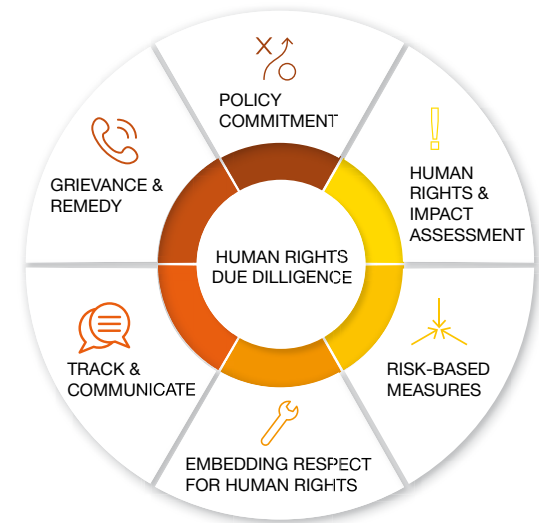 POLICY
COMMITMENT
HUMAN
RIGHTS &
IMPACT
ASSESSMENT
RISK-BASED
MEASURES
EMBEDDING RESPECT
FOR HUMAN RIGHTS
TRACK &
COMMUNICATE
GRIEVANCE &
REMEDY
HUMAN RIGHTS
DUE DILLIGENCE